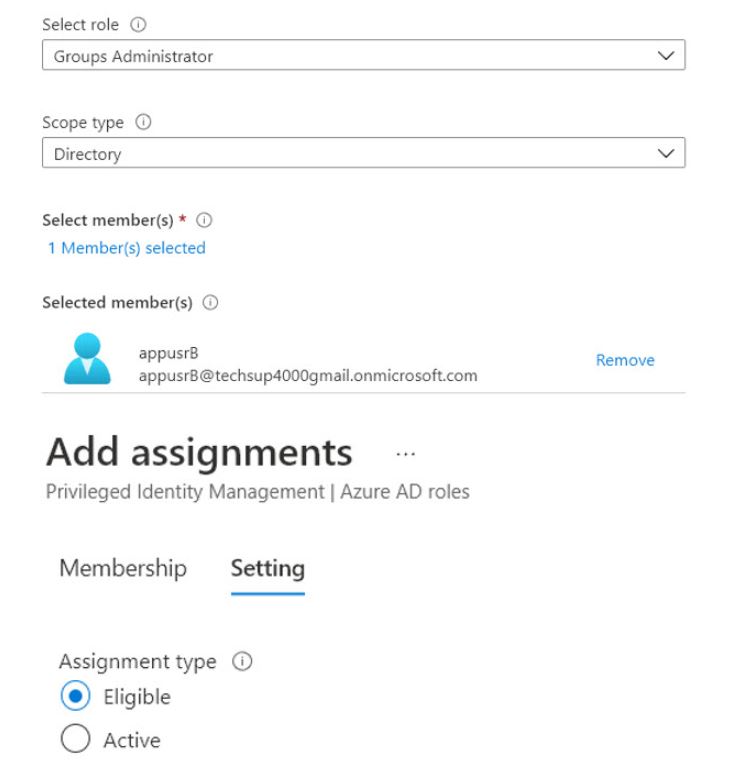 Select role
Groups Administrator
Scope type
Directory
Select member(s) *
1 Member(s) selected
Selected member(s)
appusrB
appusrB@techsup4000gmail.onmicrosoft.com
Remove
Add assignments ...
Privileged Identity Management | Azure AD roles
Membership Setting
Assignment type
Eligible
Active